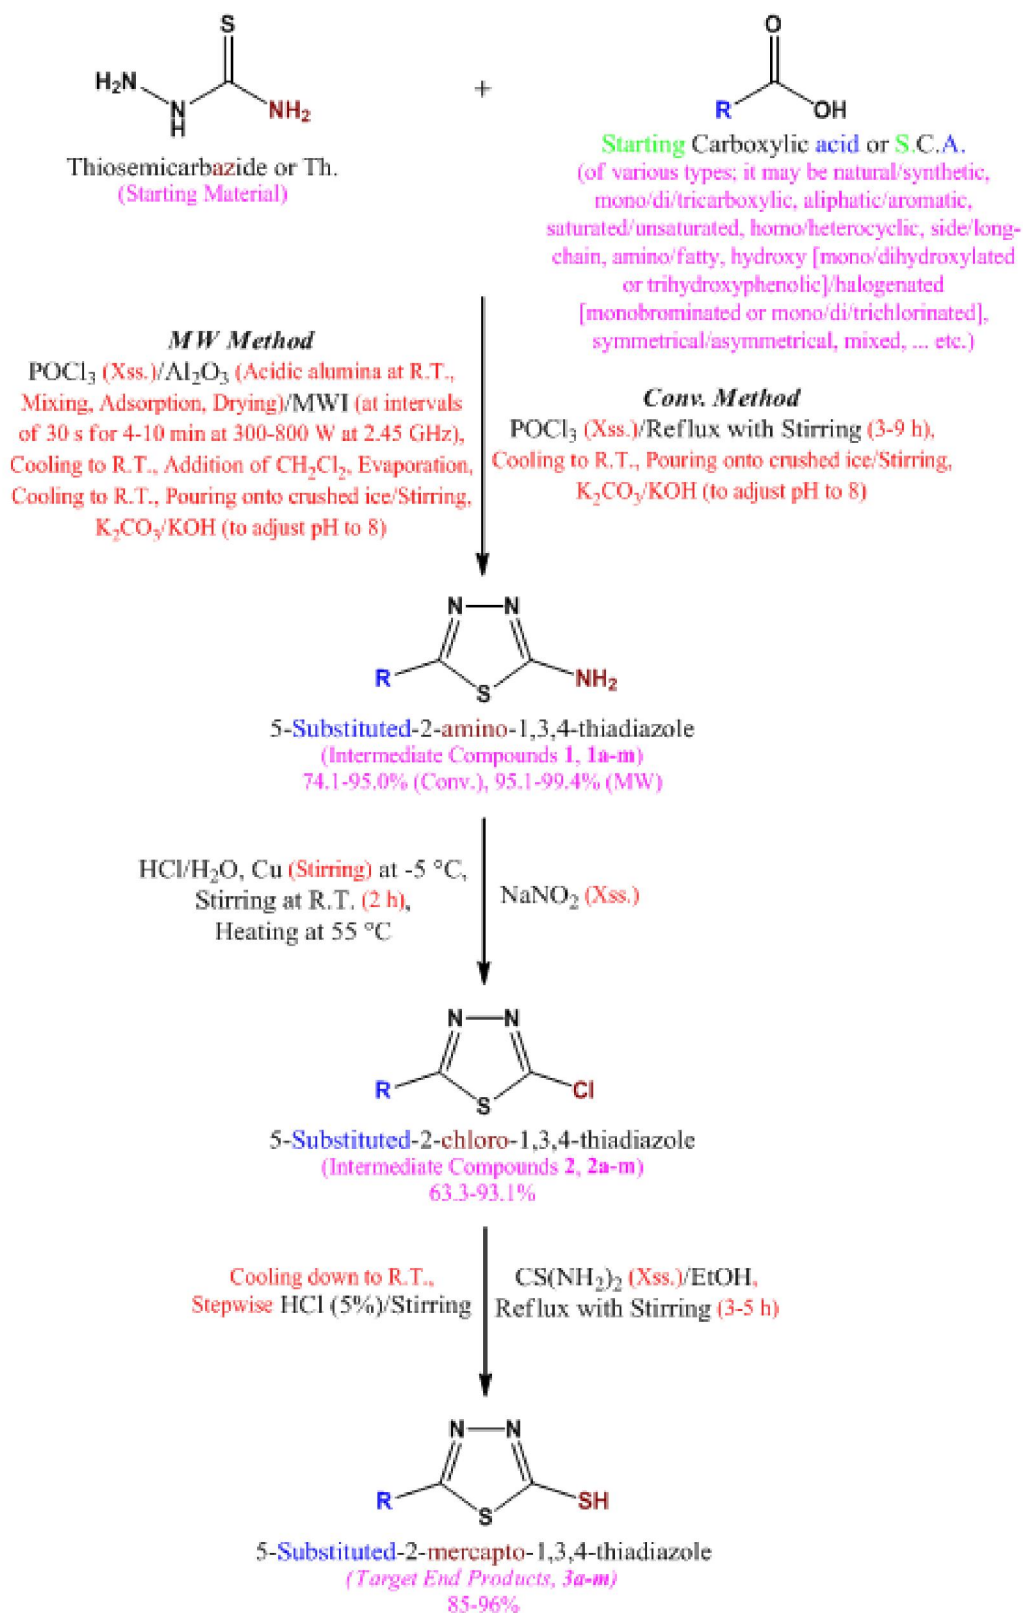 S
H₂N
N
H
NH₂
Thiosemicarbazide or Th.
(Starting Material)
+
O
R
OH
Starting Carboxylic acid or S.C.A.
(of various types; it may be natural/synthetic,
mono/di/tricarboxylic, aliphatic/aromatic,
saturated/unsaturated, homo/heterocyclic, side/long-
chain, amino/fatty, hydroxy [mono/dihydroxylated
or trihydroxyphenolic]/halogenated
[monobrominated or mono/di/trichlorinated],
symmetrical/asymmetrical, mixed, ... etc.)
MW Method
POCl₃ (Xss.)/Al₂O₃ (Acidic alumina at R.T.,
Mixing, Adsorption, Drying)/MWI (at intervals
of 30 s for 4-10 min at 300-800 W at 2.45 GHz),
Cooling to R.T., Addition of CH₂Cl₂, Evaporation,
Cooling to R.T., Pouring onto crushed ice/Stirring,
K₂CO₃/KOH (to adjust pH to 8)
Conv. Method
POCl₃ (Xss.)/Reflux with Stirring (3-9 h),
Cooling to R.T., Pouring onto crushed ice/Stirring,
K₂CO₃/KOH (to adjust pH to 8)
N N
R S NH₂
5-Substituted-2-amino-1,3,4-thiadiazole
(Intermediate Compounds 1, 1a-m)
74.1-95.0% (Conv.), 95.1-99.4% (MW)
HCl/H₂O, Cu (Stirring) at -5 °C,
Stirring at R.T. (2 h),
Heating at 55 °C
NaNO₂ (Xss.)
N N
R S Cl
5-Substituted-2-chloro-1,3,4-thiadiazole
(Intermediate Compounds 2, 2a-m)
63.3-93.1%
Cooling down to R.T.,
Stepwise HCl (5%)/Stirring
CS(NH₂)₂ (Xss.)/EtOH,
Reflux with Stirring (3-5 h)
N N
R S SH
5-Substituted-2-mercapto-1,3,4-thiadiazole
(Target End Products, 3a-m)
85-96%